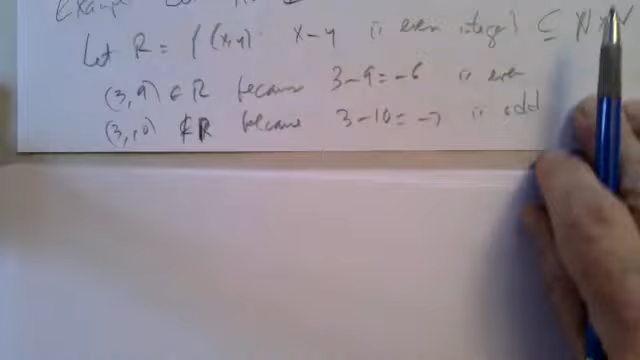 Example
Let R = { (x,y) : x-y is even integer} ⊆ N×N
(3,9) ∈ R because 3-9=-6 is even
(3,10) ∉ R because 3-10=-7 is odd